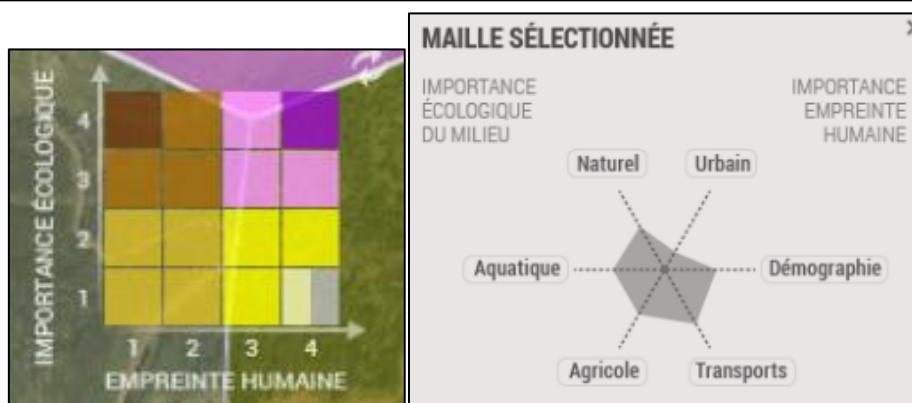 IMPORTANCE ÉCOLOGIQUE
4
3
2
1
1 2 3 4
EMPREINTE HUMAINE
MAILLE SÉLECTIONNÉE
IMPORTANCE
ÉCOLOGIQUE
DU MILIEU
IMPORTANCE
EMPREINTE
HUMAINE
Naturel
Urbain
Aquatique
Démographie
Agricole
Transports